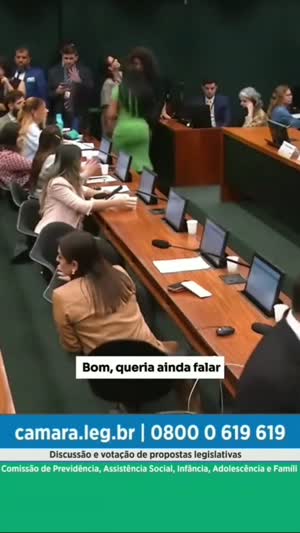 Bom, queria ainda falar
camara.leg.br | 0800 0 619 619
Discussão e votação de propostas legislativas
Comissão de Previdência, Assistência Social, Infância, Adolescência e Famíli